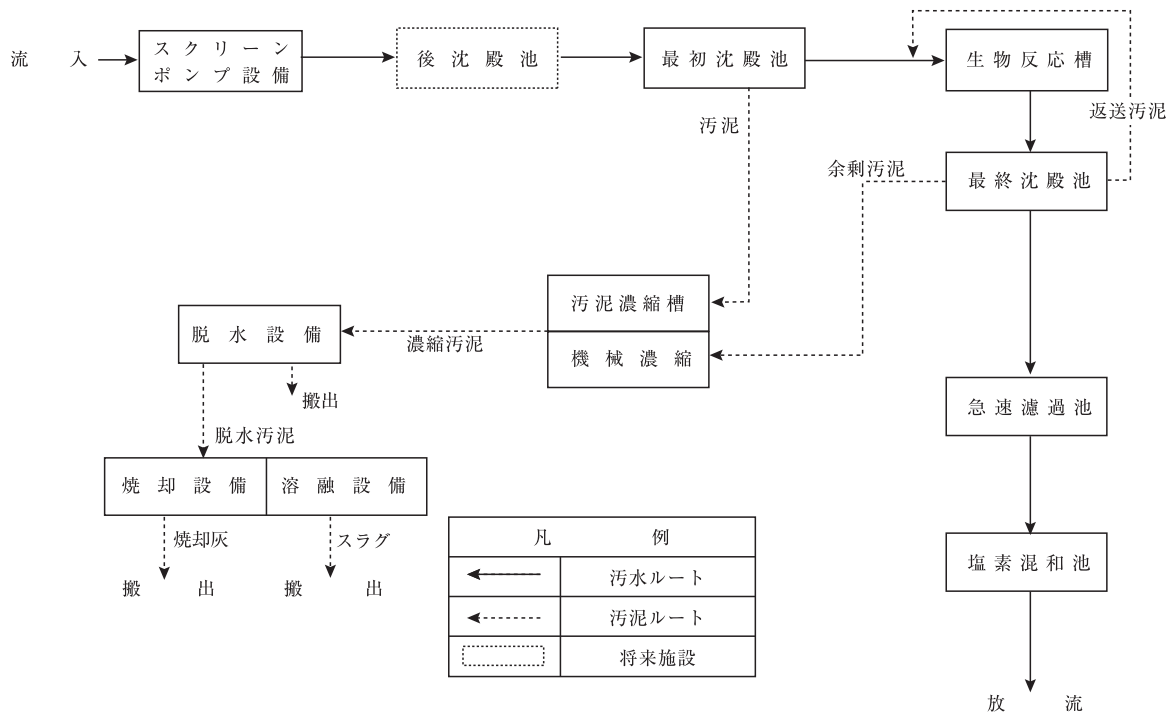 流入
スクリーン
ポンプ設備
後沈殿池
最初沈殿池
生物反応槽
返送汚泥
汚泥
余剰汚泥
最終沈殿池
汚泥濃縮槽
機械濃縮
濃縮汚泥
脱水設備
搬出
脱水汚泥
急速濾過池
焼却設備
溶融設備
焼却灰
スラグ
搬出
搬出
凡例
汚水ルート
汚泥ルート
将来施設
塩素混和池
放流